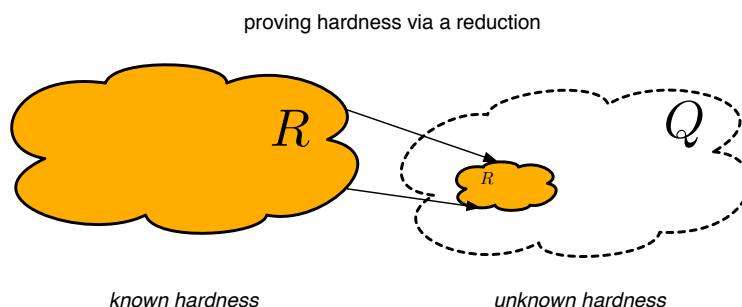 proving hardness via a reduction
R
Q
R
known hardness
unknown hardness